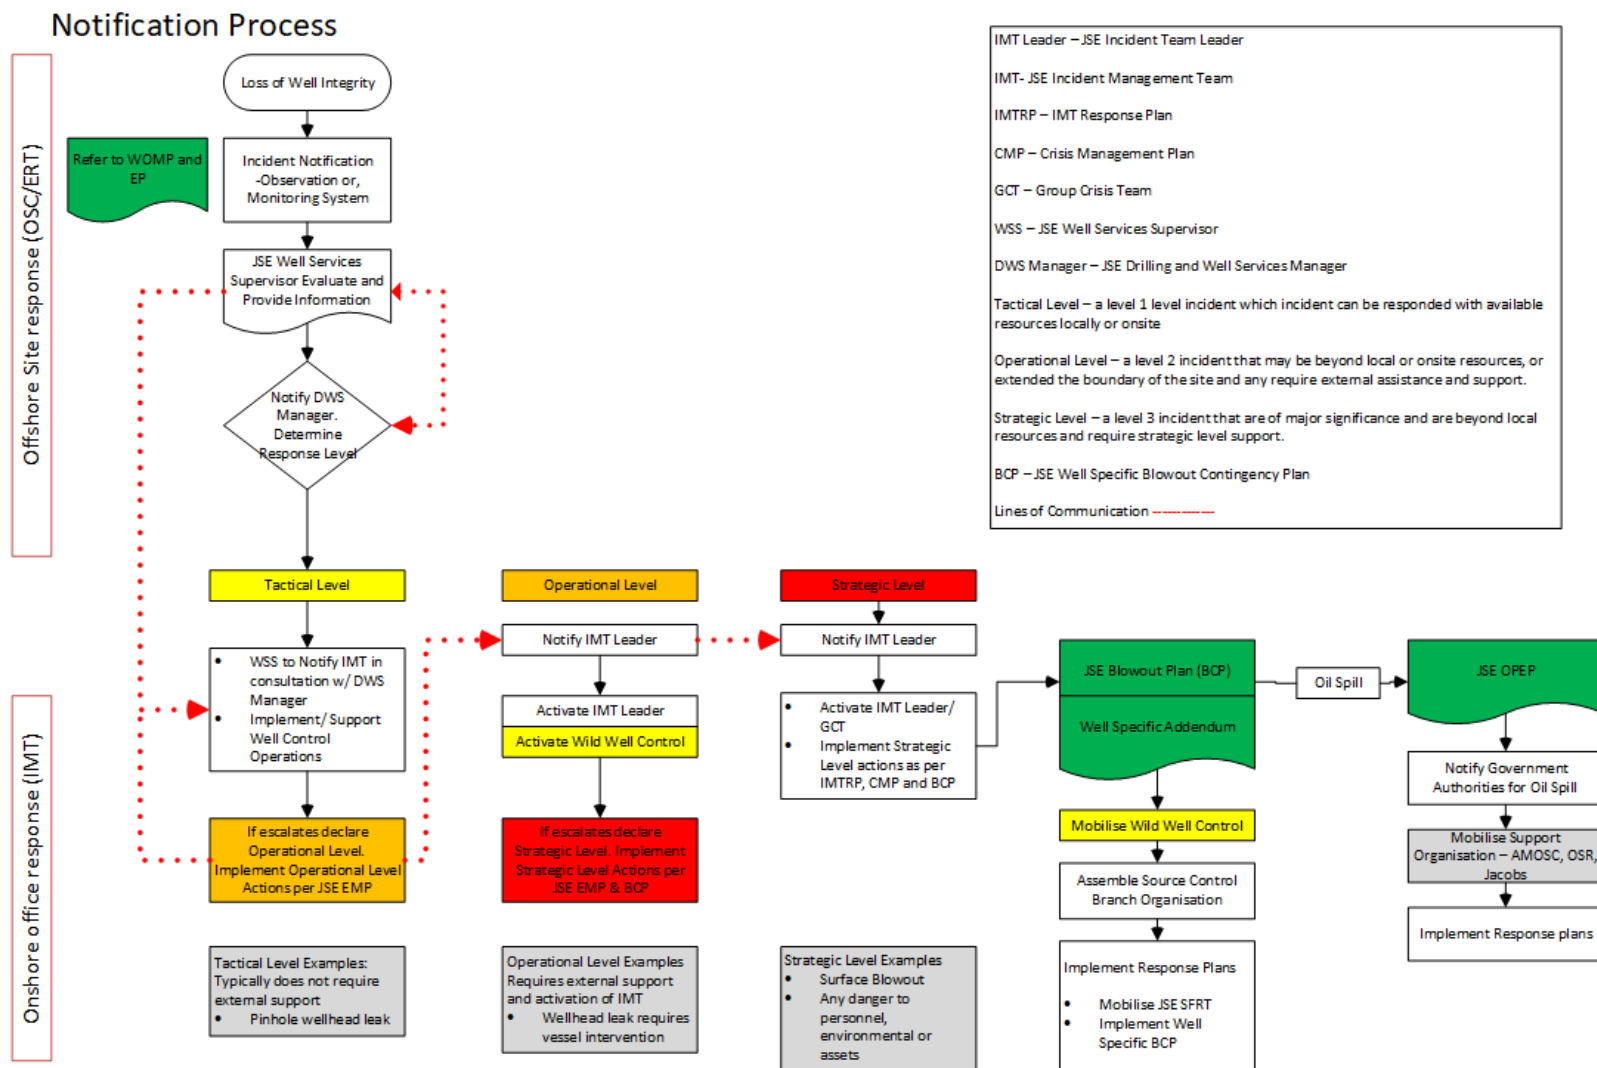 Notification Process
Offshore Site response (OSC/ERT)
Onshore office response (IMT)
Loss of Well Integrity
Refer to WOMP and
EP
Incident Notification
-Observation or,
Monitoring System
JSE Well Services
Supervisor Evaluate and
Provide Information
Notify DWS
Manager.
Determine
Response Level
IMT Leader – JSE Incident Team Leader
IMT- JSE Incident Management Team
IMTRP – IMT Response Plan
CMP – Crisis Management Plan
GCT – Group Crisis Team
WSS – JSE Well Services Supervisor
DWS Manager – JSE Drilling and Well Services Manager
Tactical Level – a level 1 level incident which incident can be responded with available
resources locally or onsite
Operational Level – a level 2 incident that may be beyond local or onsite resources, or
extended the boundary of the site and any require external assistance and support.
Strategic Level – a level 3 incident that are of major significance and are beyond local
resources and require strategic level support.
BCP – JSE Well Specific Blowout Contingency Plan
Lines of Communication -------------
Tactical Level
• WSS to Notify IMT in
consultation w/ DWS
Manager
• Implement/ Support
Well Control
Operations
If escalates declare
Operational Level.
Implement Operational Level
Actions per JSE EMP
Tactical Level Examples:
Typically does not require
external support
• Pinhole wellhead leak
Operational Level
Notify IMT Leader
Activate IMT Leader
Activate Wild Well Control
If escalates declare
Strategic Level. Implement
Strategic Level Actions per
JSE EMP & BCP
Operational Level Examples
Requires external support
and activation of IMT
• Wellhead leak requires
vessel intervention
Strategic Level
Notify IMT Leader
• Activate IMT Leader/
GCT
• Implement Strategic
Level actions as per
IMTRP, CMP and BCP
Strategic Level Examples
• Surface Blowout
• Any danger to
personnel,
environmental or
assets
JSE Blowout Plan (BCP)
Well Specific Addendum
Mobilise Wild Well Control
Assemble Source Control
Branch Organisation
Implement Response Plans
• Mobilise JSE SFRT
• Implement Well
Specific BCP
Oil Spill
JSE OPEP
Notify Government
Authorities for Oil Spill
Mobilise Support
Organisation – AMOSC, OSR,
Jacobs
Implement Response plans